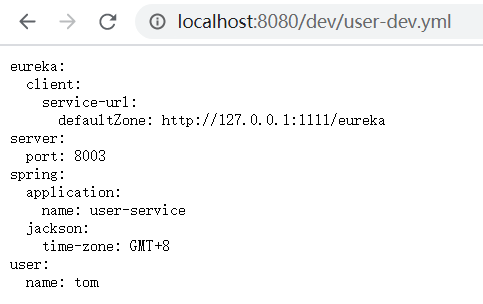 localhost:8080/dev/user-dev.yml
eureka:
  client:
    service-url:
      defaultZone: http://127.0.0.1:1111/eureka
server:
  port: 8003
spring:
  application:
    name: user-service
  jackson:
    time-zone: GMT+8
user:
  name: tom